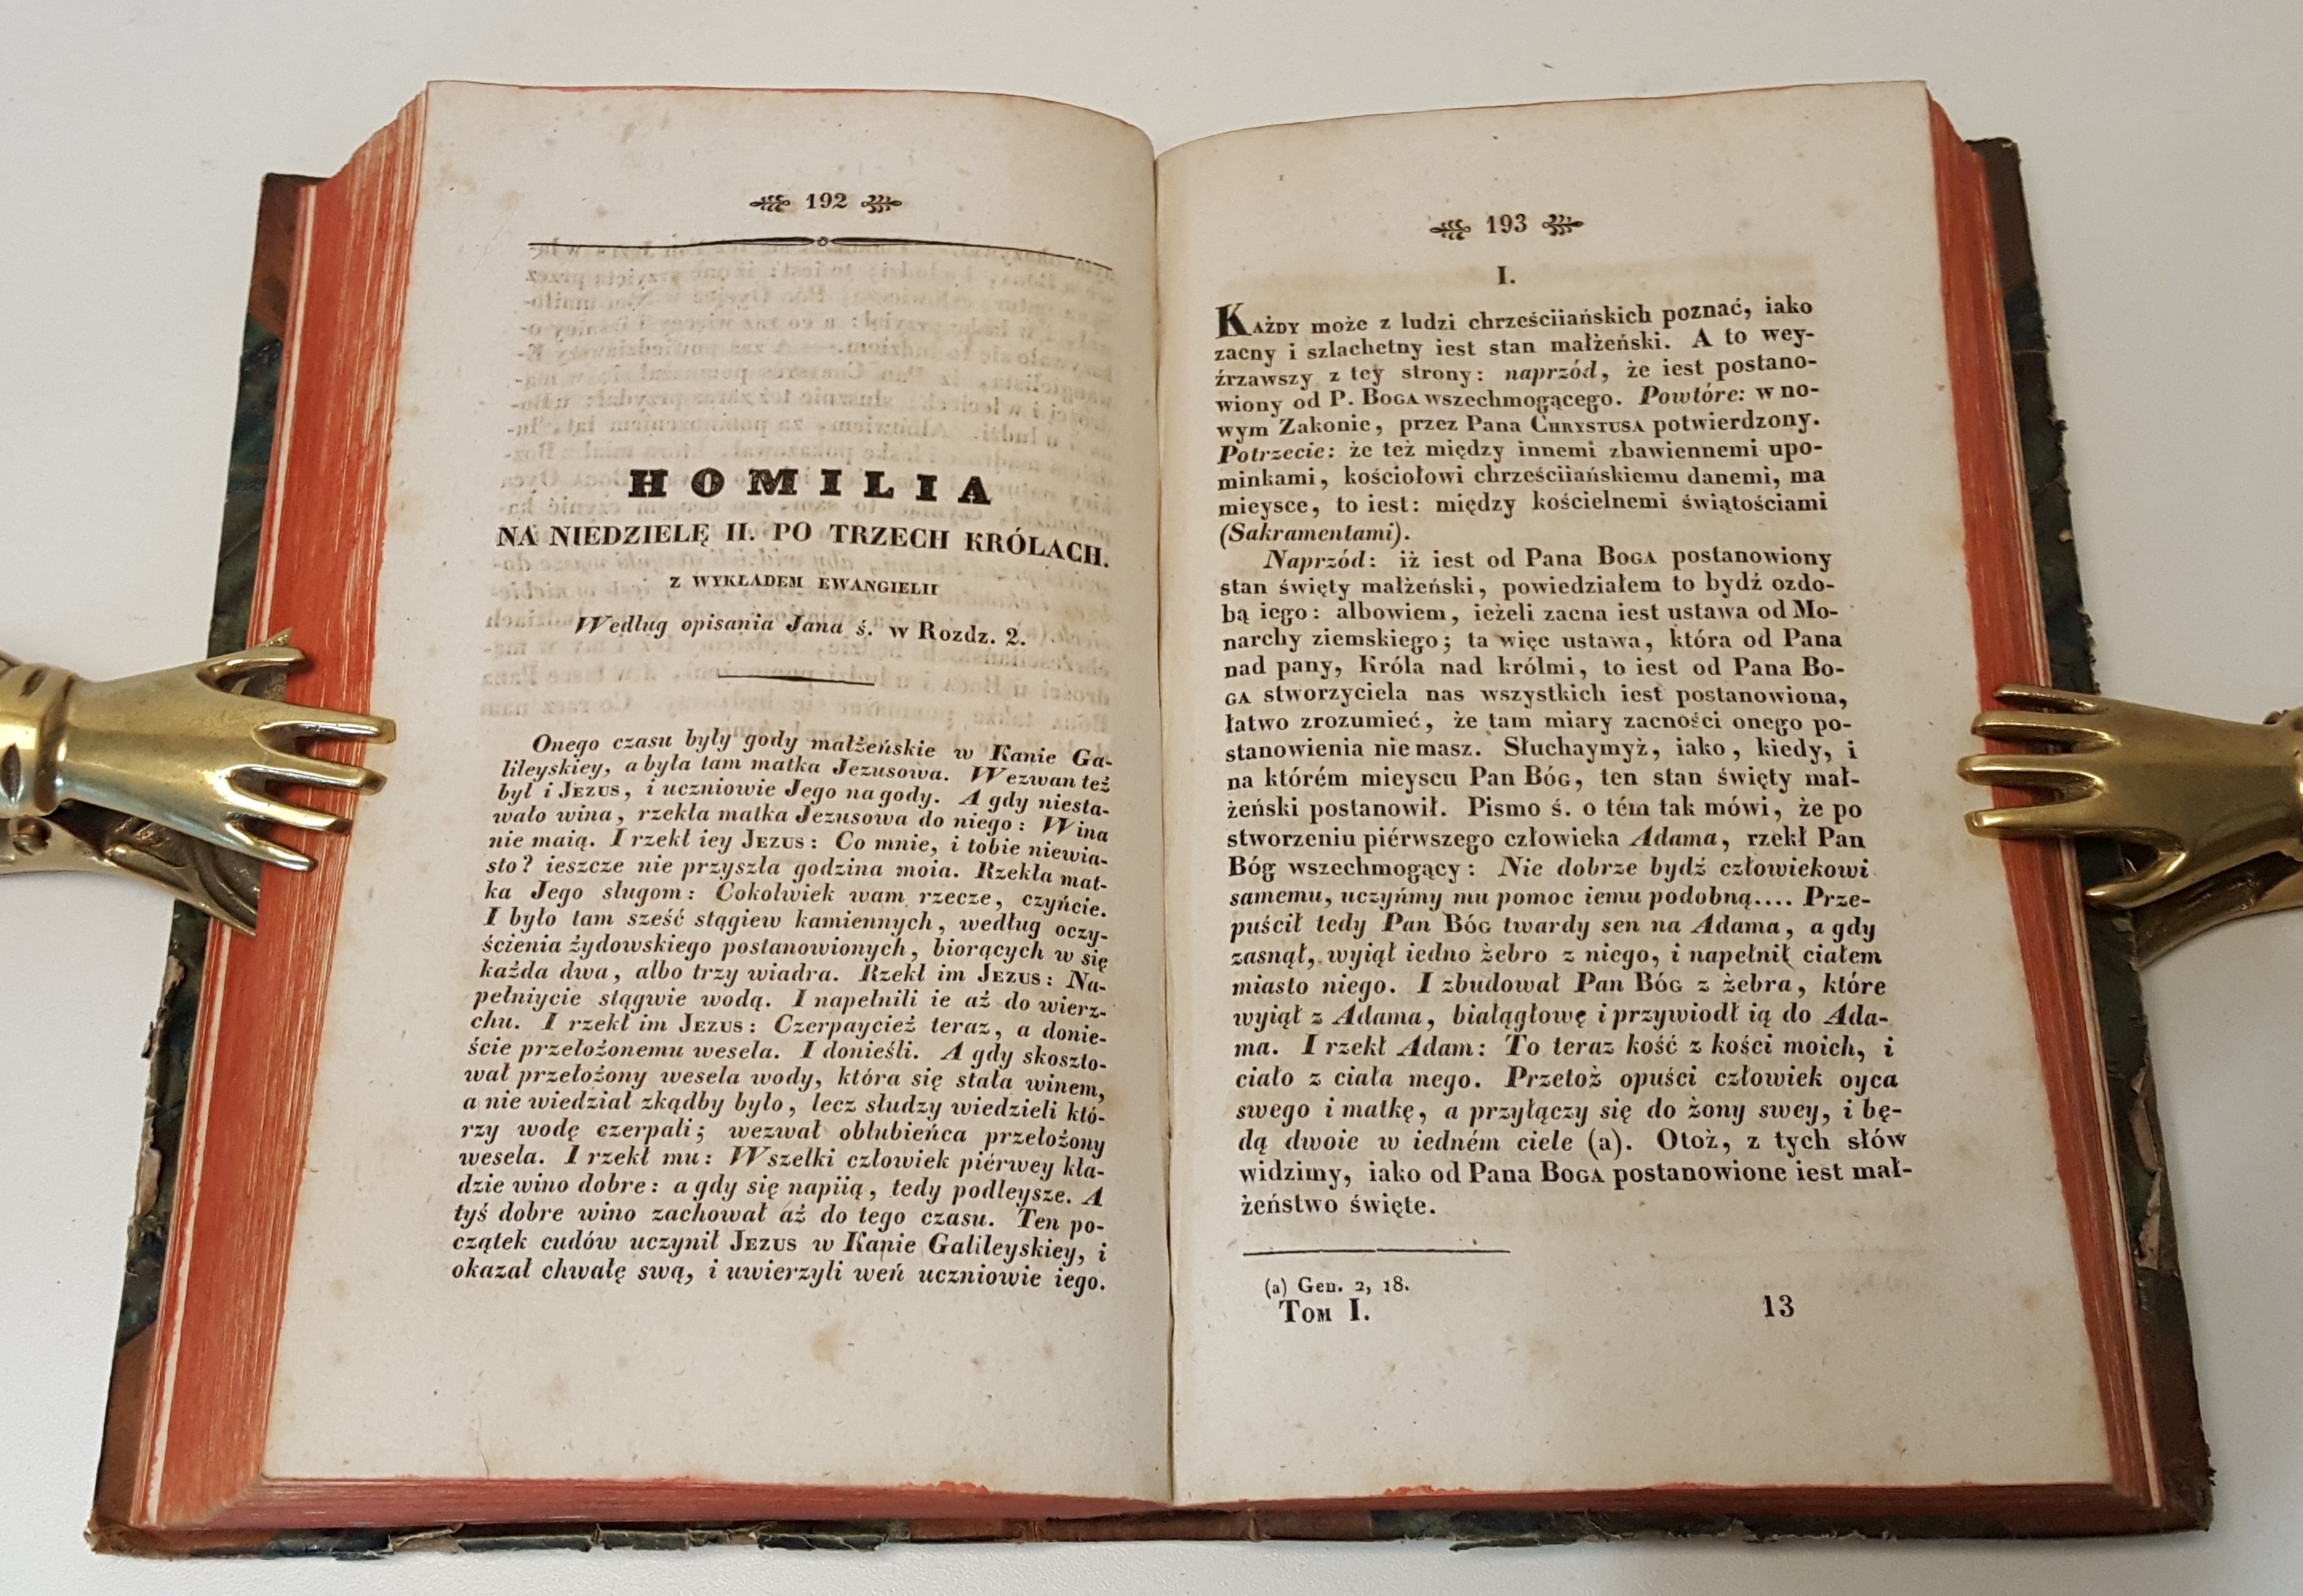 192
HOMILIA
NA NIEDZIELĘ II. PO TRZECH KRÓLACH.
Z WYKŁADEM EWANGIELII
Według opisania Jana ś. w Rozdz. 2.
Onego czasu były gody małżeńskie w Kanie Ga-
lileyskiey, a była tam matka Jezusowa. Wezwan też
był i JEZUS, i uczniowie Jego na gody. A gdy niesta-
wało wina, rzekła matka Jezusowa do niego: Wina
nie maią. I rzekł iey JEZUS: Co mnie, i tobie niewia-
sto? ieszcze nie przyszła godzina moia. Rzekła mat-
ka Jego sługom: Cokolwiek wam rzecze, czyńcie.
I było tam sześć stągiew kamiennych, według oczy-
ścienia żydowskiego postanowionych, biorących w się
każda dwa, albo trzy wiadra. Rzekł im JEZUS: Na-
pełniycie stągwie wodą. I napełnili ie aż do wierz-
chu. I rzekł im JEZUS: Czerpaycież teraz, a donie-
ście przełożonemu wesela. I donieśli. A gdy skoszto-
wał przełożony wesela wody, która się stała winem,
a nie wiedział zkądby było, lecz słudzy wiedzieli któ-
rzy wodę czerpali; wezwał oblubieńca przełożony
wesela. I rzekł mu: Wszelki człowiek piérwey kła-
dzie wino dobre: a gdy się napiią, tedy podleysze. A
tyś dobre wino zachował aż do tego czasu. Ten po-
czątek cudów uczynił JEZUS w Kanie Galileyskiey, i
okazał chwałę swą, i uwierzyli weń uczniowie iego.
193
I.
KAŻDY może z ludzi chrześciiańskich poznać, iako
zacny i szlachetny iest stan małżeński. A to wey-
źrzawszy z tey strony: naprzód, że iest postano-
wiony od P. BOGA wszechmogącego. Powtóre: w no-
wym Zakonie, przez Pana CHRYSTUSA potwierdzony.
Potrzecie: że też między innemi zbawiennemi upo-
minkami, kościołowi chrześciiańskiemu danemi, ma
mieysce, to iest: między kościelnemi świątościami
(Sakramentami).
Naprzód: iż iest od Pana BOGA postanowiony
stan święty małżeński, powiedziałem to bydź ozdo-
bą iego: albowiem, ieżeli zacna iest ustawa od Mo-
narchy ziemskiego; ta więc ustawa, która od Pana
nad pany, Króla nad królmi, to iest od Pana BO-
GA stworzyciela nas wszystkich iest postanowiona,
łatwo zrozumieć, że tam miary zacności onego po-
stanowienia nie masz. Słuchaymyż, iako, kiedy, i
na którém mieyscu Pan BÓG, ten stan święty mał-
żeński postanowił. Pismo ś. o tém tak mówi, że po
stworzeniu piérwszego człowieka Adama, rzekł Pan
BÓG wszechmogący: Nie dobrze bydź człowiekowi
samemu, uczyńmy mu pomoc iemu podobną.... Prze-
puścił tedy Pan BÓG twardy sen na Adama, a gdy
zasnął, wyiął iedno żebro z niego, i napełnił ciałem
miasto niego. I zbudował Pan BÓG z żebra, które
wyiął z Adama, białągłowę i przywiodł ią do Ada-
ma. I rzekł Adam: To teraz kość z kości moich, i
ciało z ciała mego. Przetoż opuści człowiek oyca
swego i matkę, a przyłączy się do żony swey, i bę-
dą dwoie w iedném ciele (a). Otoż, z tych słów
widzimy, iako od Pana BOGA postanowione iest mał-
żeństwo święte.
(a) Gen. 2, 18.
TOM I. 13